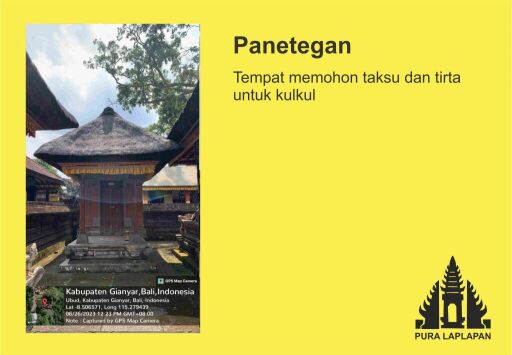 Panetegan
Tempat memohon taksu dan tirta
untuk kulkul
GPS Map Camera
Kabupaten Gianyar,Bali,Indonesia
Ubud, Kabupaten Gianyar, Bali, Indonesia
Lat -8.506571, Long 115.279439
06/26/2023 12:23 PM GMT+08:00
Note : Captured by GPS Map Camera
PURA LAPLAPAN